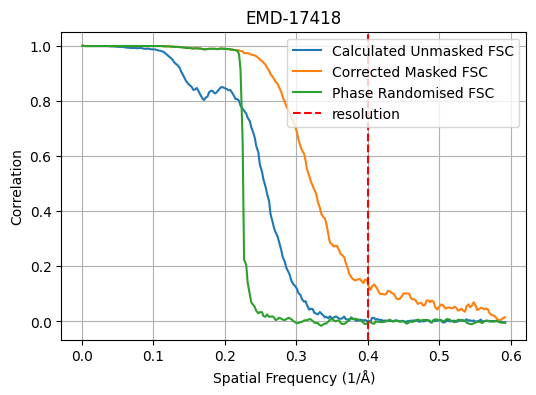 EMD-17418
Calculated Unmasked FSC
Corrected Masked FSC
Phase Randomised FSC
resolution
Correlation
1.0
0.8
0.6
0.4
0.2
0.0
0.0 0.1 0.2 0.3 0.4 0.5 0.6
Spatial Frequency (1/Å)